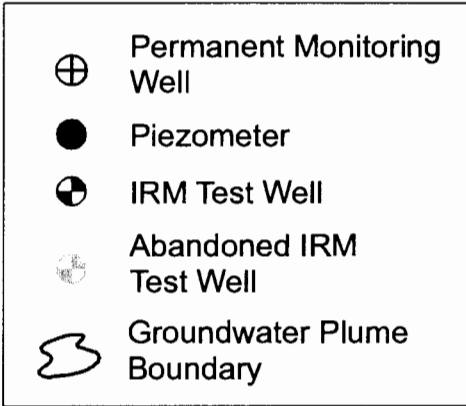 Permanent Monitoring
Well
Piezometer
IRM Test Well
Abandoned IRM
Test Well
Groundwater Plume
Boundary